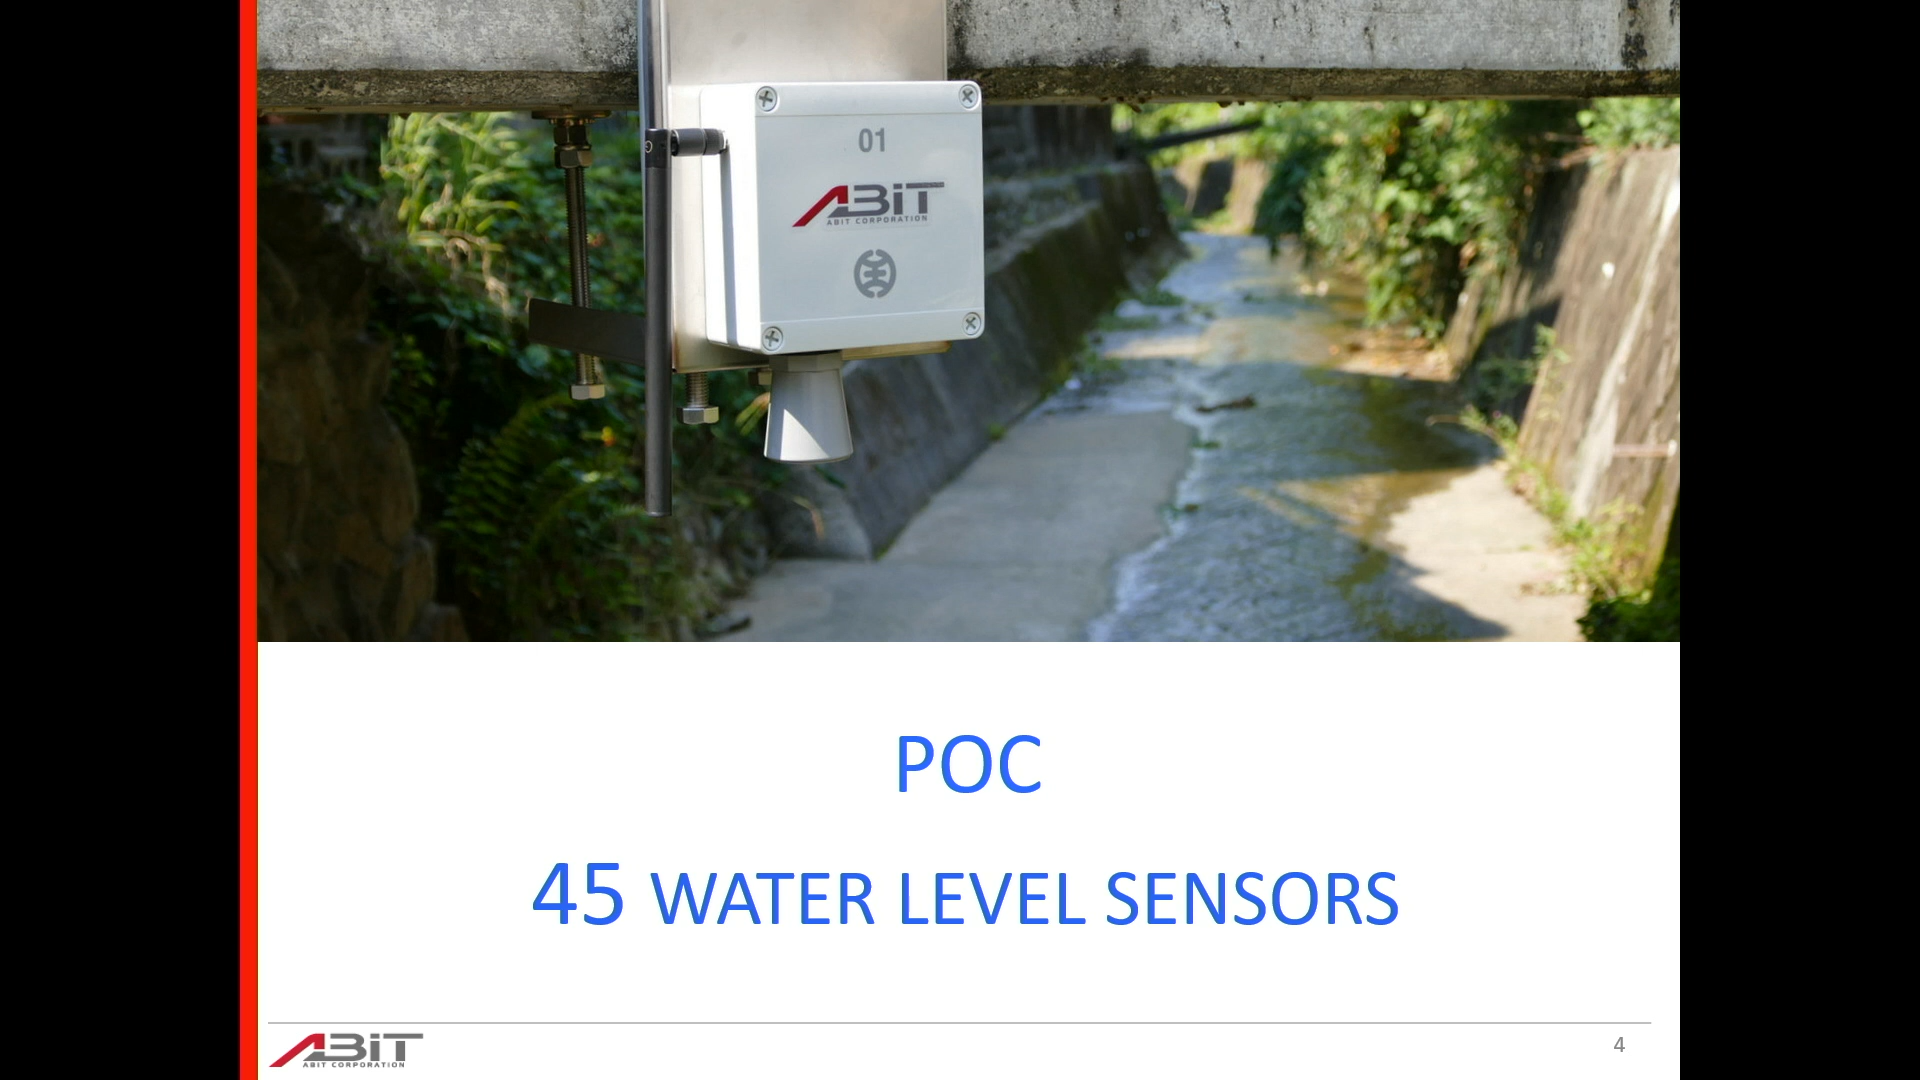 01
ABiT
ABIT CORPORATION
POC
45 WATER LEVEL SENSORS
ABiT
ABIT CORPORATION
4